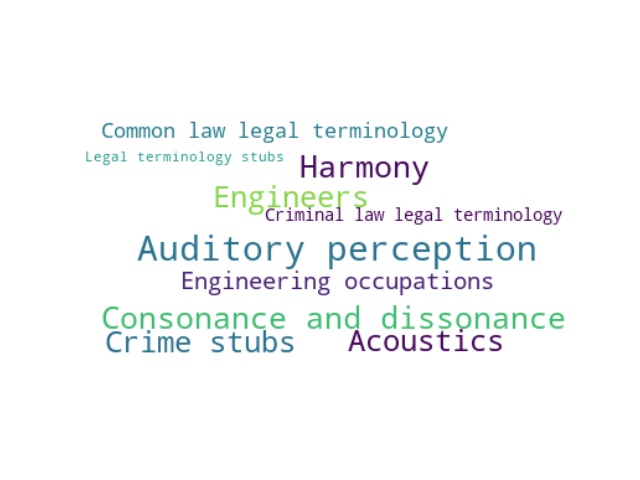 Common law legal terminology
Legal terminology stubs
Harmony
Engineers
Criminal law legal terminology
Auditory perception
Engineering occupations
Consonance and dissonance
Crime stubs
Acoustics